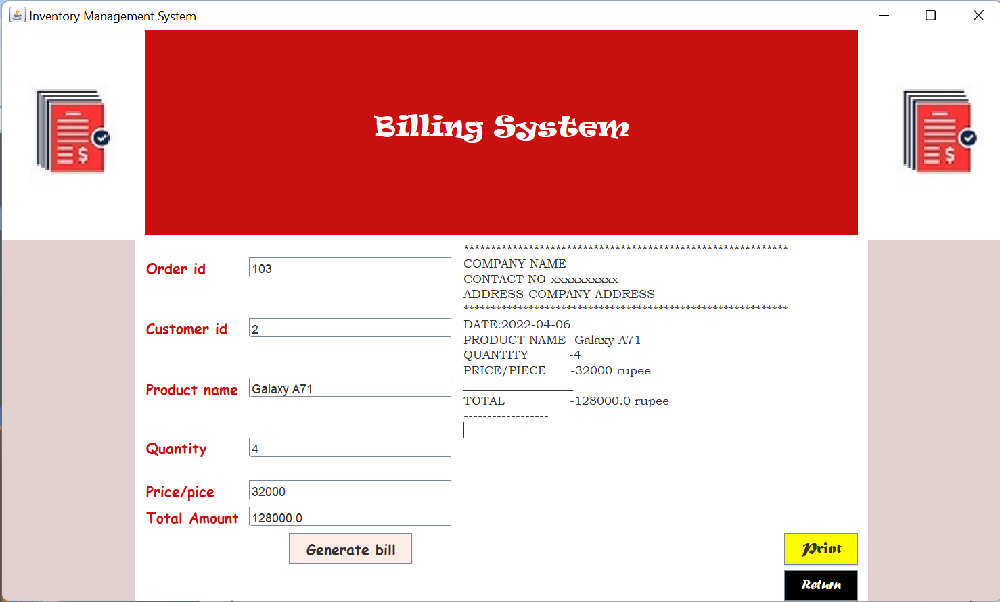 Inventory Management System
Billing System
$
$
Order id 103
Customer id 2
Product name Galaxy A71
Quantity 4
Price/pice 32000
Total Amount 128000.0
Generate bill
************************************************************
COMPANY NAME
CONTACT NO-xxxxxxxxxx
ADDRESS-COMPANY ADDRESS
************************************************************
DATE:2022-04-06
PRODUCT NAME -Galaxy A71
QUANTITY -4
PRICE/PIECE -32000 rupee
__________________
TOTAL -128000.0 rupee
------------------
Print
Return